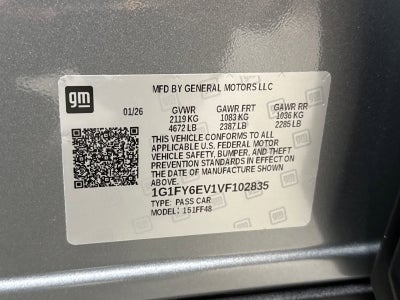 gm
MFD BY GENERAL MOTORS LLC
01/26 GVWR GAWR FRT GAWR RR
2119 KG 1083 KG 1036 KG
4672 LB 2387 LB 2285 LB
THIS VEHICLE CONFORMS TO ALL
APPLICABLE U.S. FEDERAL MOTOR
VEHICLE SAFETY, BUMPER, AND THEFT
PREVENTION STANDARDS IN EFFECT ON
THE DATE OF MANUFACTURE SHOWN
ABOVE.
1G1FY6EV1VF102835
TYPE: PASS CAR
MODEL: 151FF48